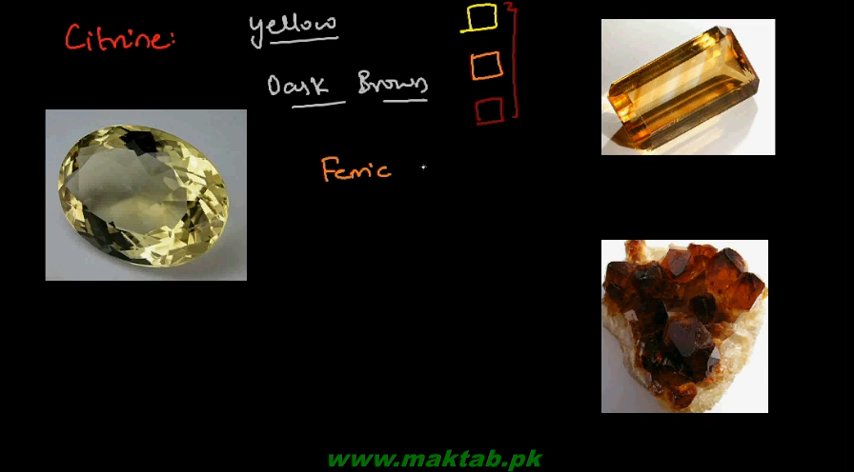 Citrine:
yellow
Dark Brown
Ferric
www.maktab.pk